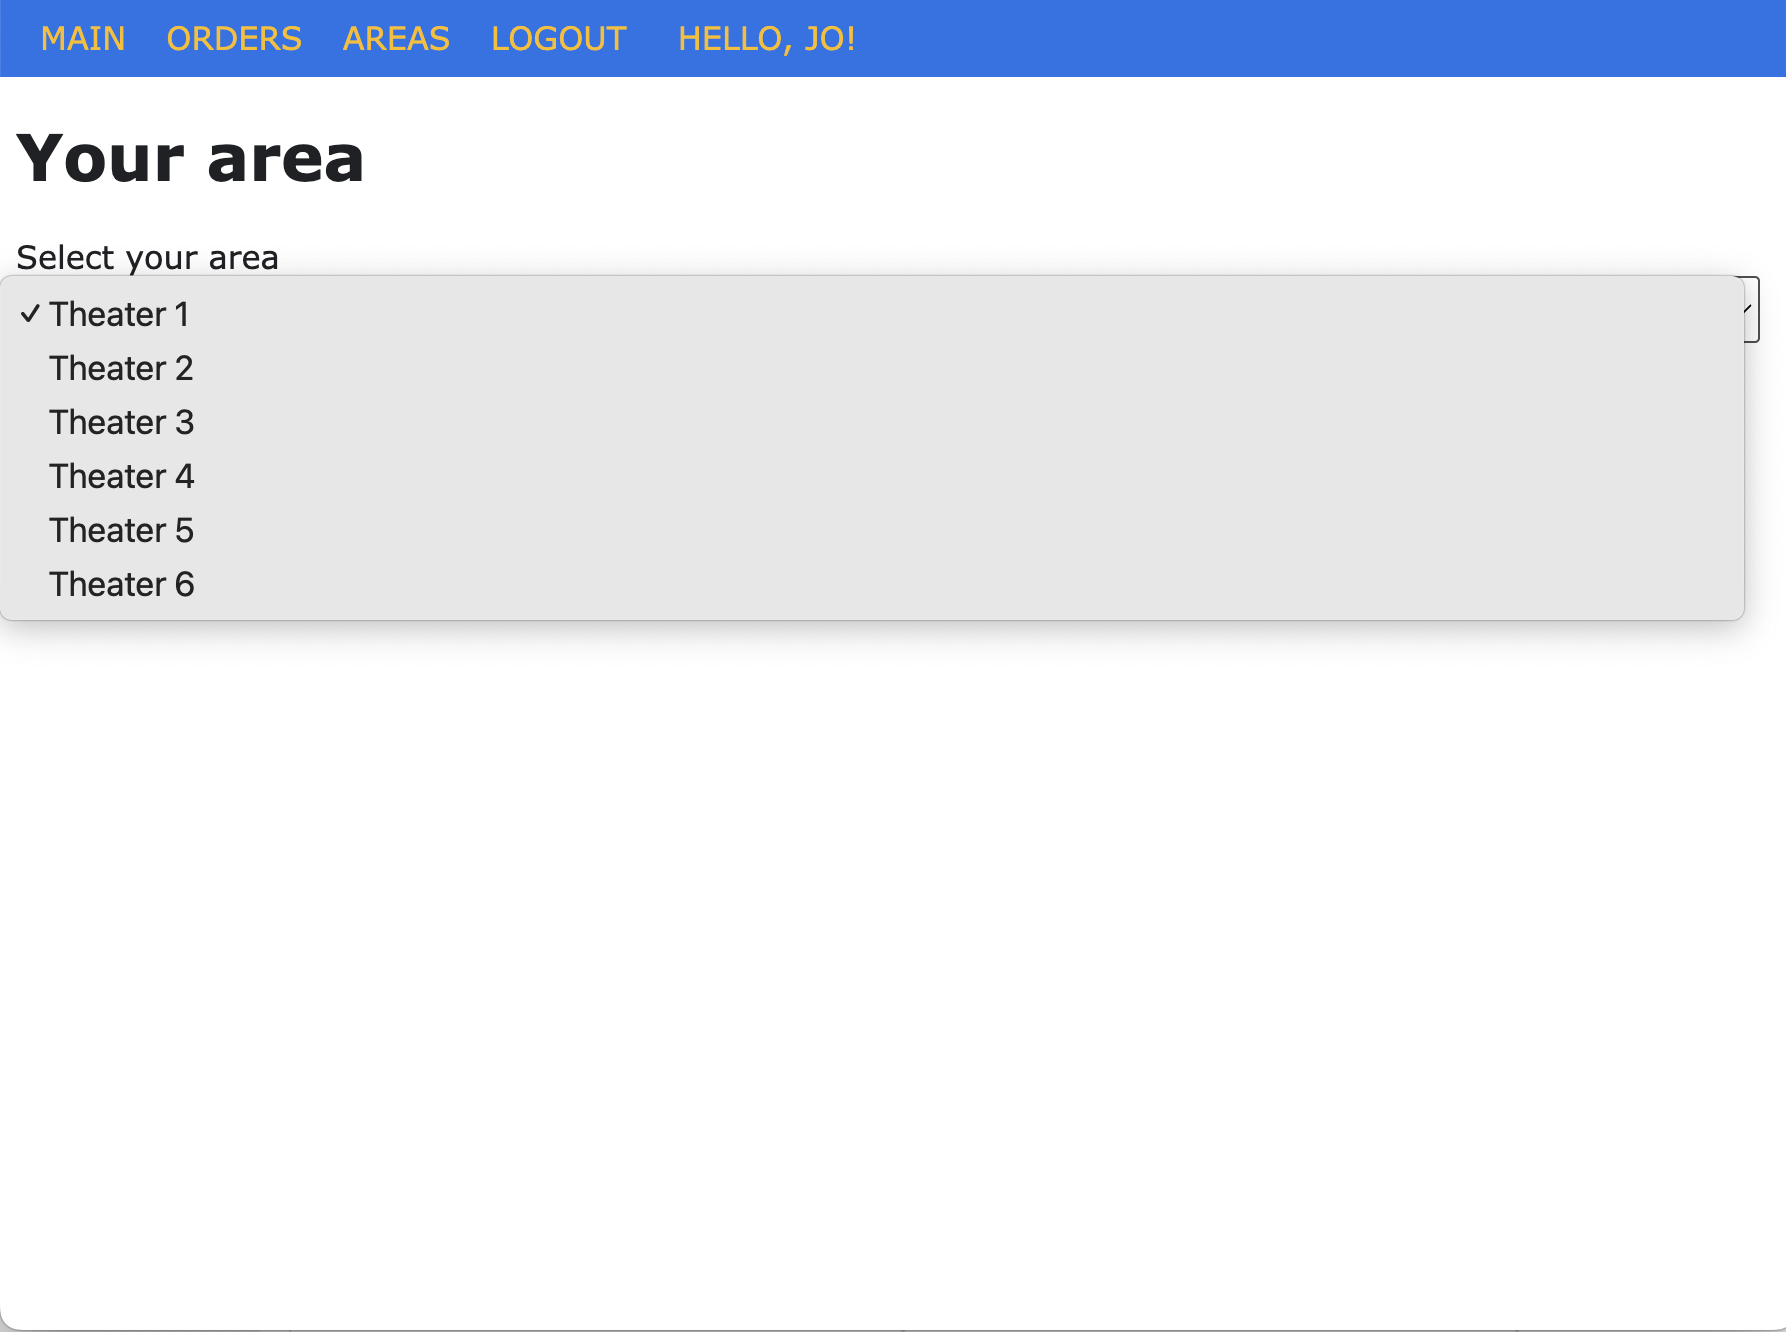 MAIN ORDERS AREAS LOGOUT HELLO, JO!
Your area
Select your area
✓ Theater 1
Theater 2
Theater 3
Theater 4
Theater 5
Theater 6